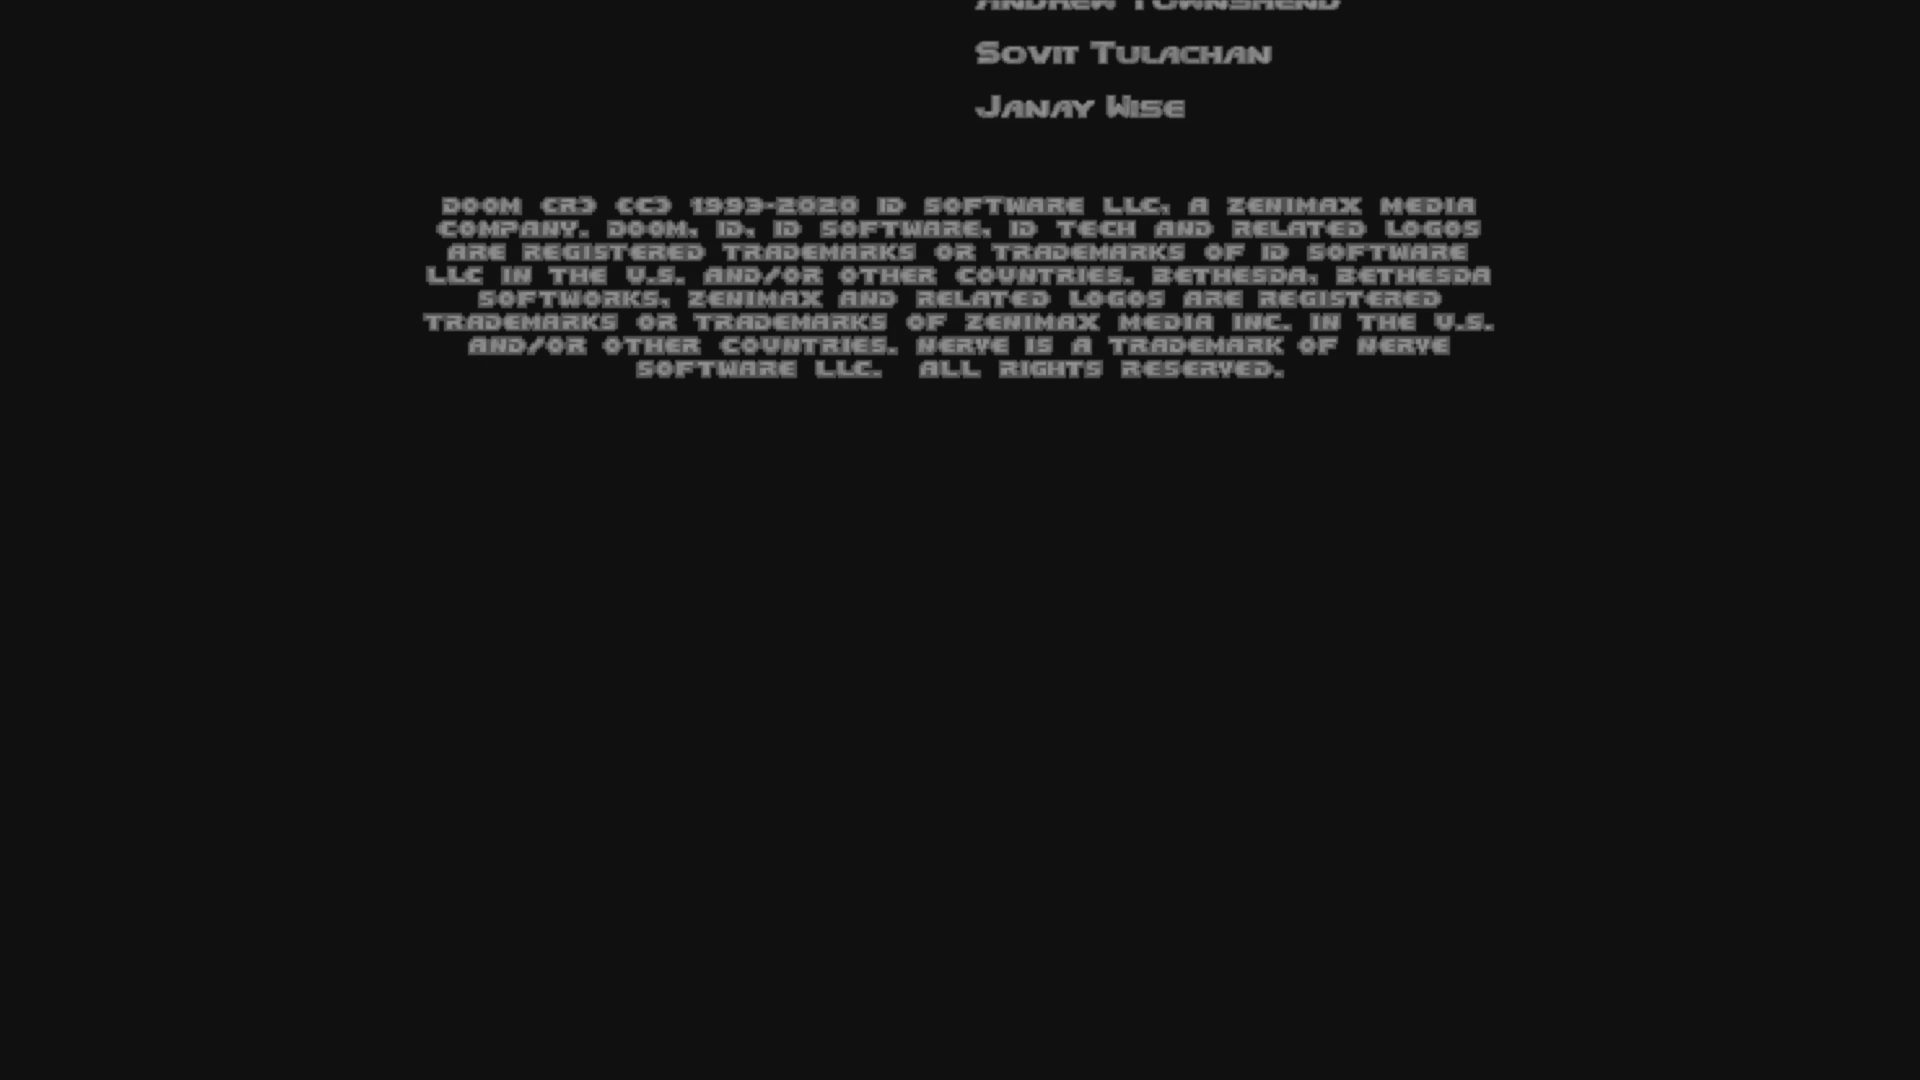 Andrew Townshend
Sovit Tulachan
Janay Wise
DOOM (R) (C) 1993-2020 ID SOFTWARE LLC, A ZENIMAX MEDIA
COMPANY. DOOM, ID, ID SOFTWARE, ID TECH AND RELATED LOGOS
ARE REGISTERED TRADEMARKS OR TRADEMARKS OF ID SOFTWARE
LLC IN THE U.S. AND/OR OTHER COUNTRIES. BETHESDA, BETHESDA
SOFTWORKS, ZENIMAX AND RELATED LOGOS ARE REGISTERED
TRADEMARKS OR TRADEMARKS OF ZENIMAX MEDIA INC. IN THE U.S.
AND/OR OTHER COUNTRIES. NERVE IS A TRADEMARK OF NERVE
SOFTWARE LLC.  ALL RIGHTS RESERVED.